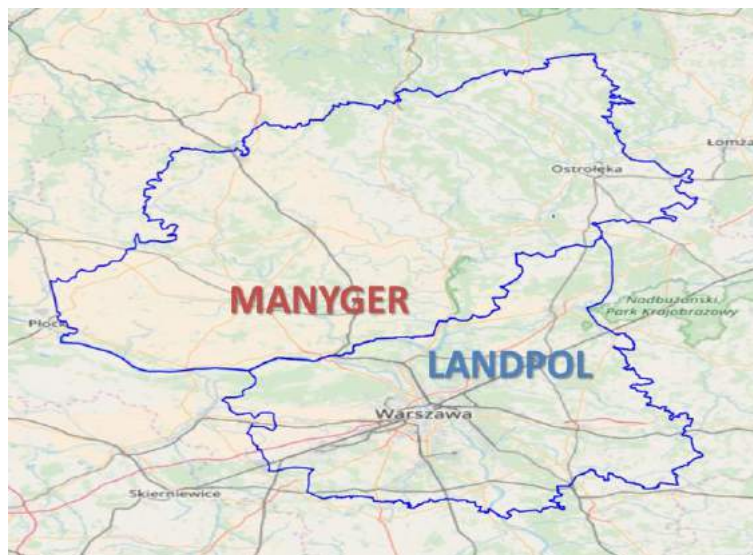 Łomża
Ostrołęka
MANYGER
Nadbużański
Park Krajobrazowy
Płock
LANDPOL
Warszawa
Skierniewice